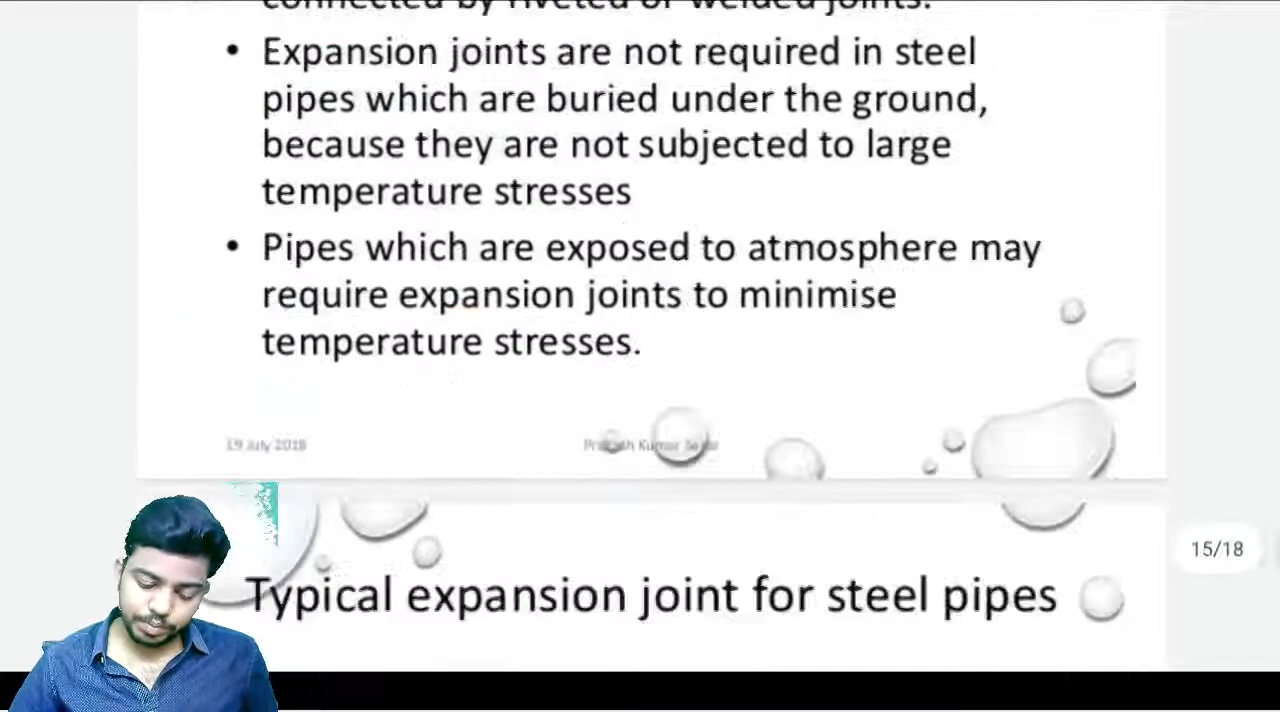 connected by riveted or welded joints.
• Expansion joints are not required in steel
pipes which are buried under the ground,
because they are not subjected to large
temperature stresses
• Pipes which are exposed to atmosphere may
require expansion joints to minimise
temperature stresses.
19 July 2018
Kumar
15/18
Typical expansion joint for steel pipes